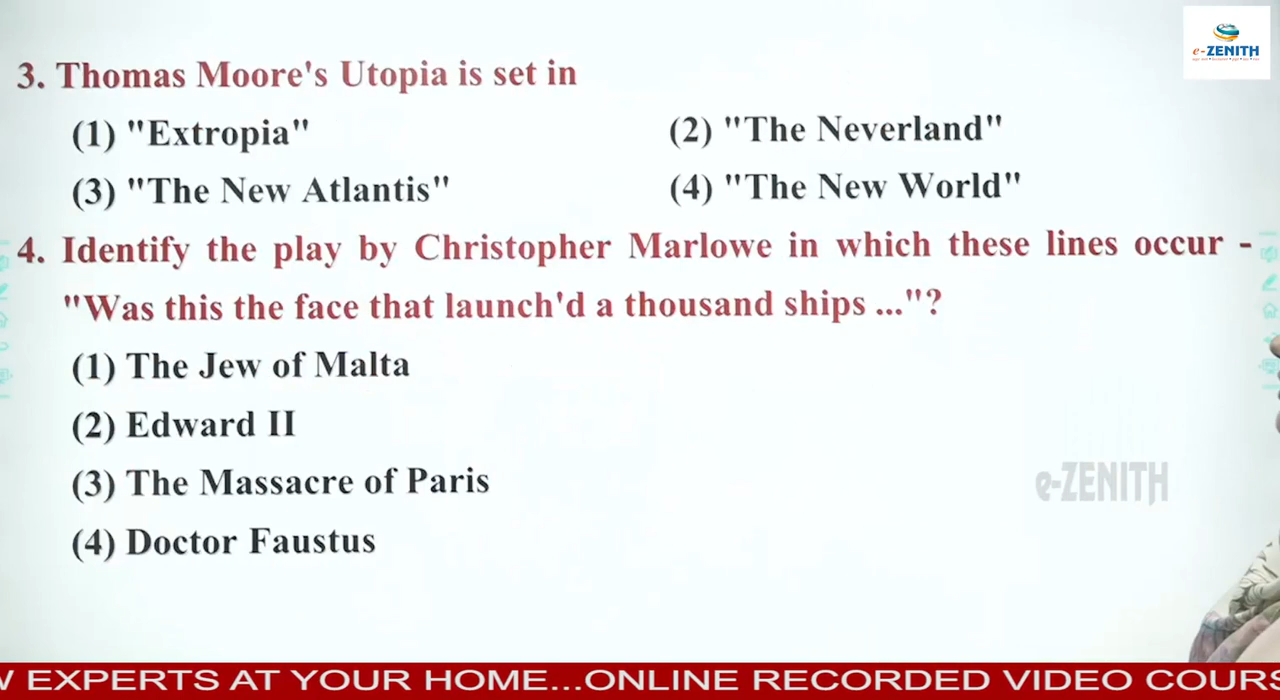 e-ZENITH
3. Thomas Moore's Utopia is set in
(1) "Extropia"
(2) "The Neverland"
(3) "The New Atlantis"
(4) "The New World"
4. Identify the play by Christopher Marlowe in which these lines occur -
"Was this the face that launch'd a thousand ships ..."?
(1) The Jew of Malta
(2) Edward II
(3) The Massacre of Paris
(4) Doctor Faustus
e-ZENITH
EXPERTS AT YOUR HOME...ONLINE RECORDED VIDEO